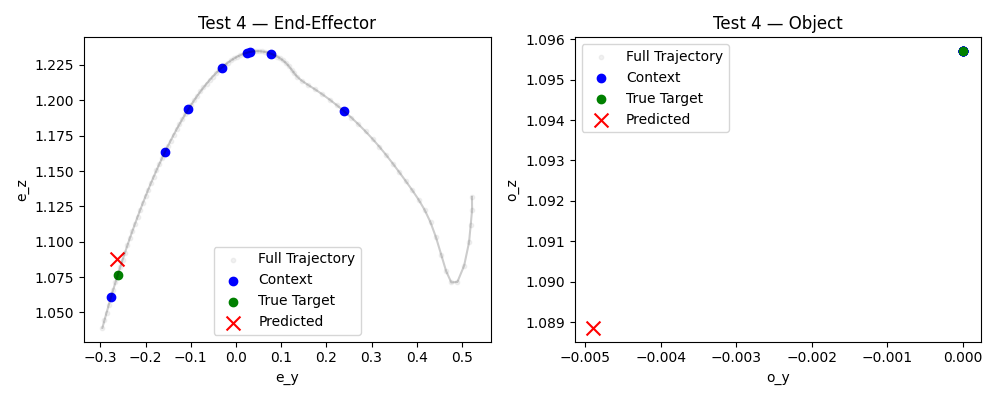 Test 4 — End-Effector
e_z
1.225
1.200
1.175
1.150
1.125
1.100
1.075
1.050
Full Trajectory
Context
True Target
Predicted
−0.3
−0.2
−0.1
0.0
0.1
0.2
0.3
0.4
0.5
e_y
Test 4 — Object
o_z
1.096
1.095
1.094
1.093
1.092
1.091
1.090
1.089
Full Trajectory
Context
True Target
Predicted
−0.005
−0.004
−0.003
−0.002
−0.001
0.000
o_y